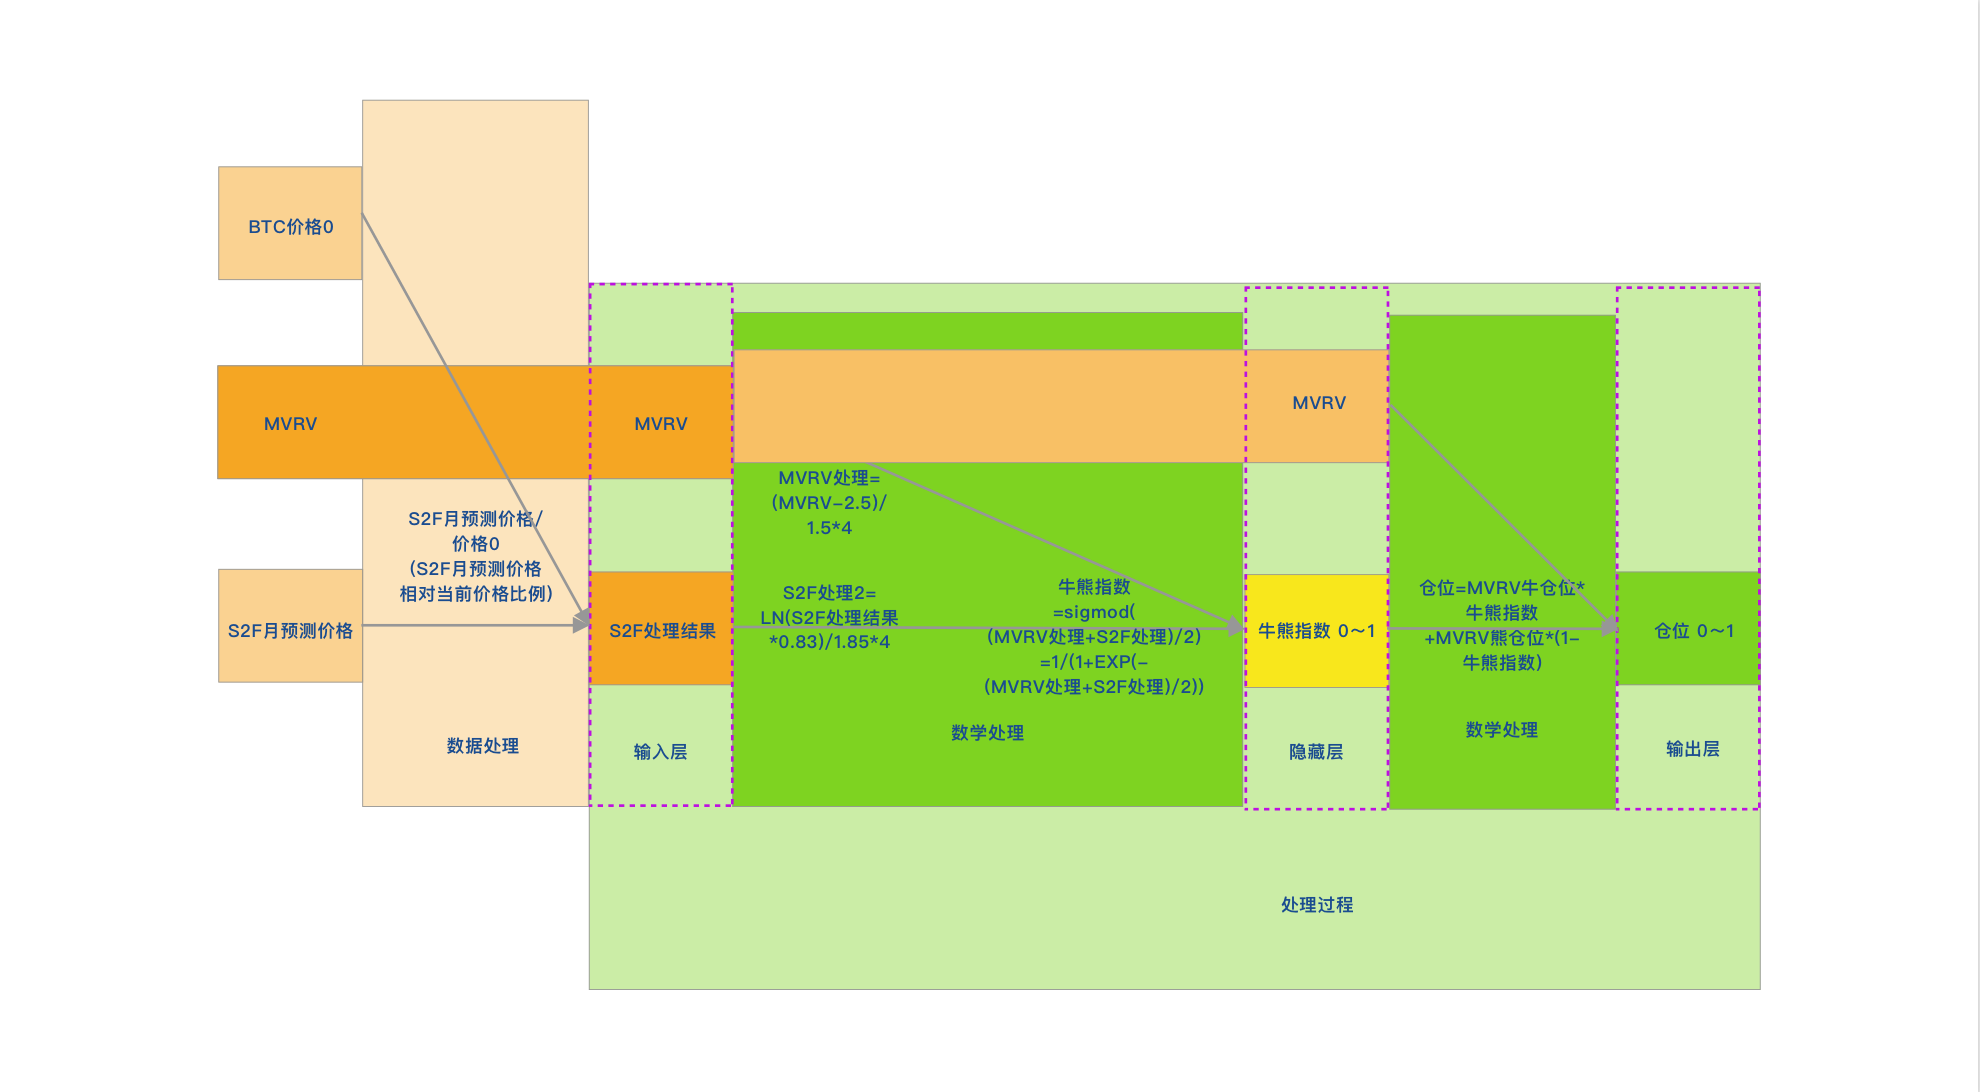 BTC价格0
MVRV
S2F月预测价格
S2F月预测价格/
价格0
(S2F月预测价格
相对当前价格比例)
数据处理
MVRV
S2F处理结果
输入层
MVRV处理=
(MVRV-2.5)/
1.5*4
S2F处理2=
LN(S2F处理结果
*0.83)/1.85*4
牛熊指数
=sigmod(
(MVRV处理+S2F处理)/2)
=1/(1+EXP(-
(MVRV处理+S2F处理)/2))
数学处理
MVRV
牛熊指数 0～1
隐藏层
仓位=MVRV牛仓位*
牛熊指数
+MVRV熊仓位*(1-
牛熊指数)
数学处理
仓位 0～1
输出层
处理过程